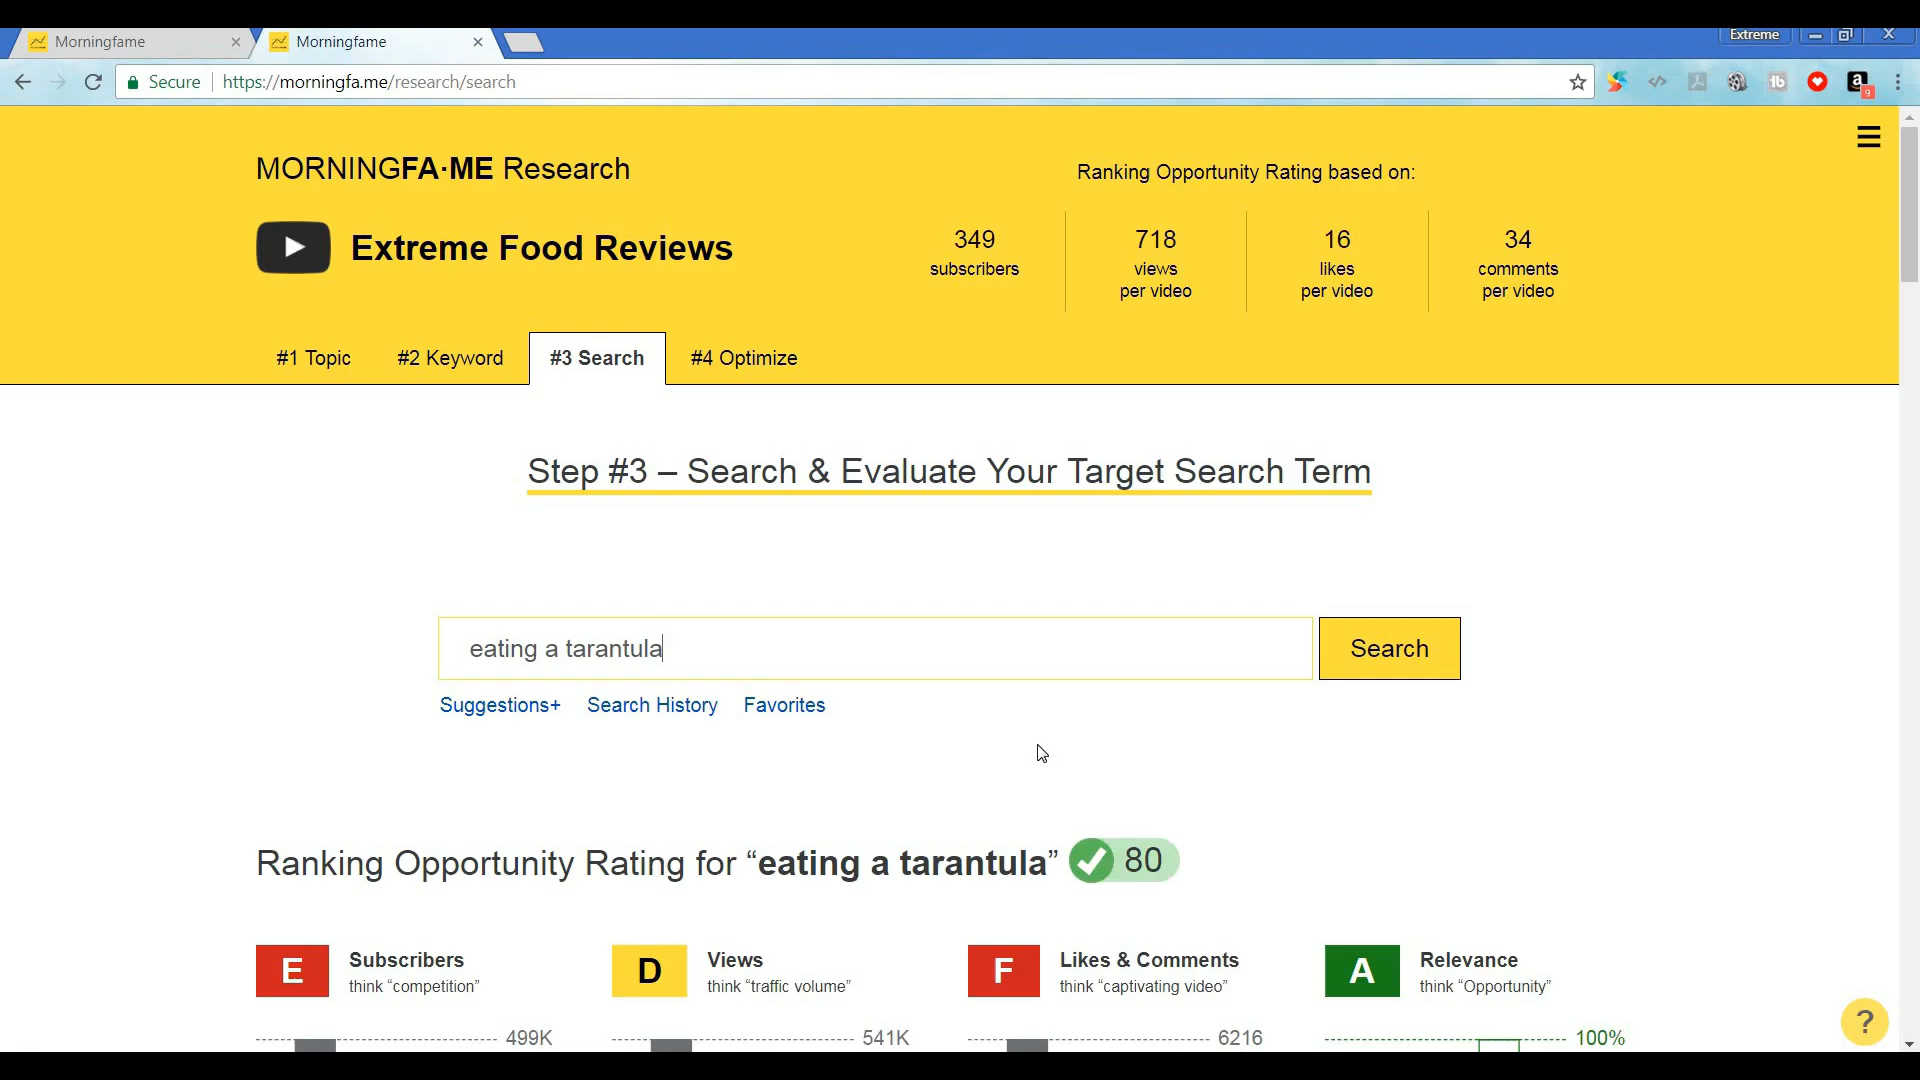 Morningfame
Morningfame
Extreme
Secure
https://morningfa.me/research/search
9
MORNINGFA·ME Research
Ranking Opportunity Rating based on:
Extreme Food Reviews
349
subscribers
718
views
per video
16
likes
per video
34
comments
per video
#1 Topic
#2 Keyword
#3 Search
#4 Optimize
Step #3 – Search & Evaluate Your Target Search Term
eating a tarantula
Search
Suggestions+
Search History
Favorites
Ranking Opportunity Rating for “eating a tarantula”
80
E
Subscribers
think “competition”
D
Views
think “traffic volume”
F
Likes & Comments
think “captivating video”
A
Relevance
think “Opportunity”
?
499K
541K
6216
100%